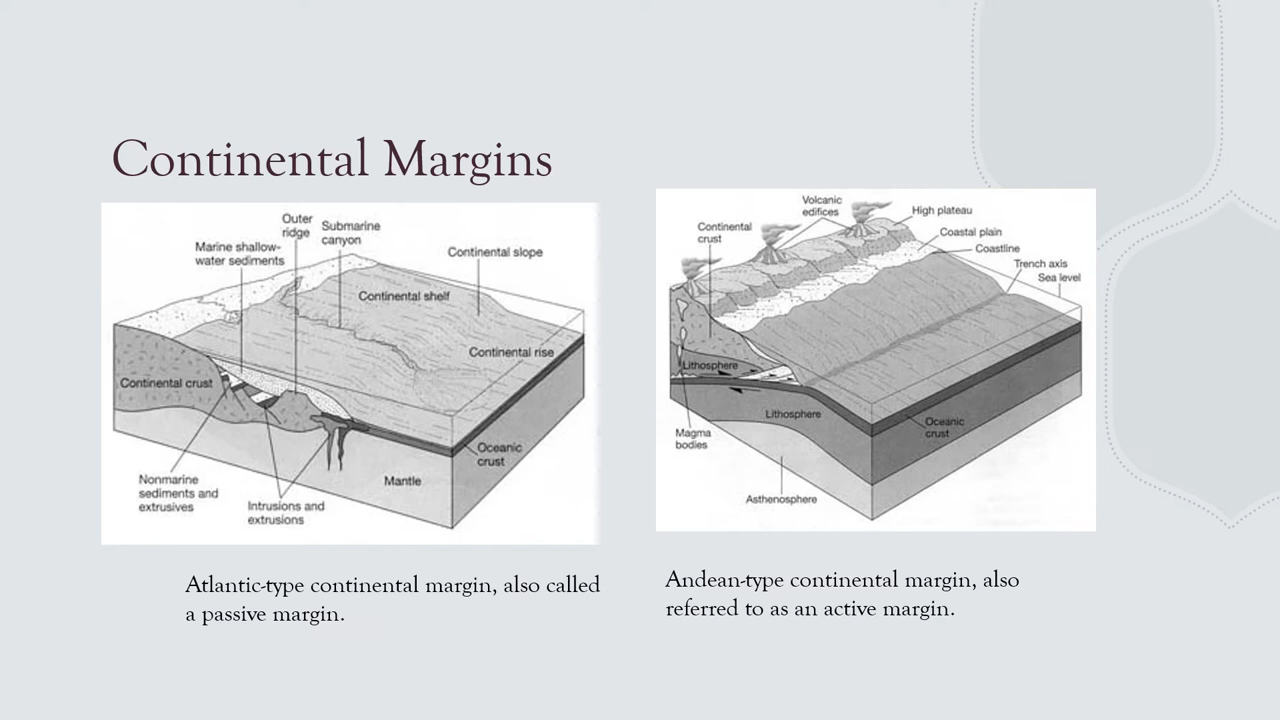 Continental Margins
Outer
ridge
Submarine
canyon
Marine shallow-
water sediments
Continental slope
Continental shelf
Continental rise
Continental crust
Oceanic
crust
Mantle
Nonmarine
sediments and
extrusives
Intrusions and
extrusions
Volcanic
edifices
High plateau
Continental
crust
Coastal plain
Coastline
Trench axis
Sea level
Lithosphere
Lithosphere
Oceanic
crust
Magma
bodies
Asthenosphere
Atlantic-type continental margin, also called
a passive margin.
Andean-type continental margin, also
referred to as an active margin.